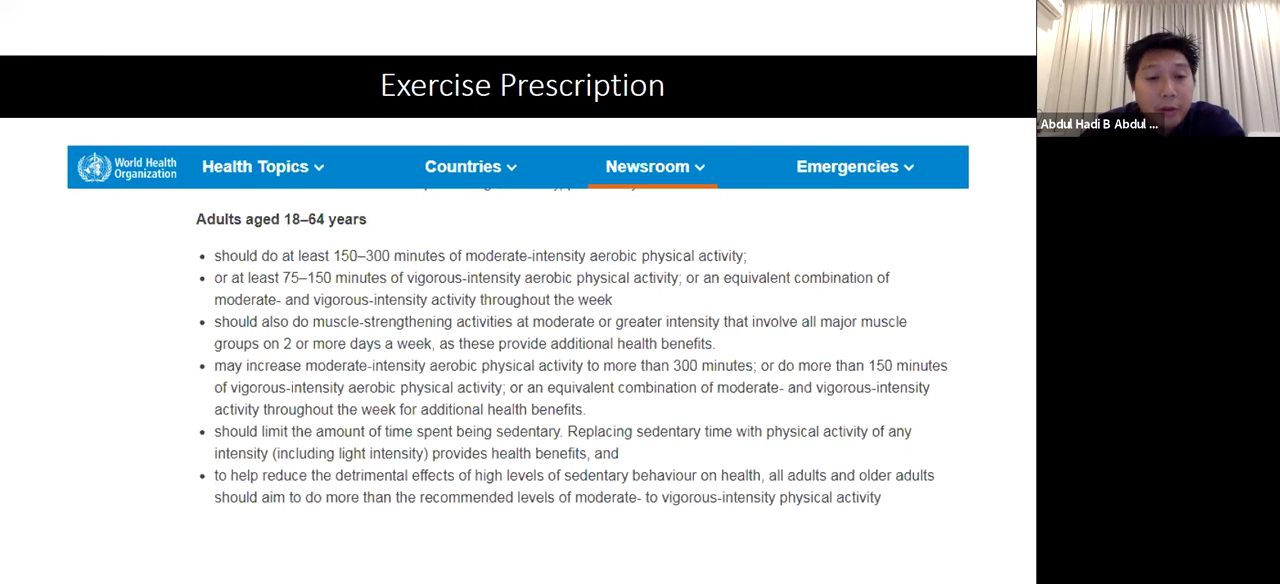 Exercise Prescription
World Health
Organization
Health Topics
Countries
Newsroom
Emergencies
Abdul Hadi B Abdul ...
Adults aged 18–64 years
• should do at least 150–300 minutes of moderate-intensity aerobic physical activity;
• or at least 75–150 minutes of vigorous-intensity aerobic physical activity; or an equivalent combination of
moderate- and vigorous-intensity activity throughout the week
• should also do muscle-strengthening activities at moderate or greater intensity that involve all major muscle
groups on 2 or more days a week, as these provide additional health benefits.
• may increase moderate-intensity aerobic physical activity to more than 300 minutes; or do more than 150 minutes
of vigorous-intensity aerobic physical activity; or an equivalent combination of moderate- and vigorous-intensity
activity throughout the week for additional health benefits.
• should limit the amount of time spent being sedentary. Replacing sedentary time with physical activity of any
intensity (including light intensity) provides health benefits, and
• to help reduce the detrimental effects of high levels of sedentary behaviour on health, all adults and older adults
should aim to do more than the recommended levels of moderate- to vigorous-intensity physical activity